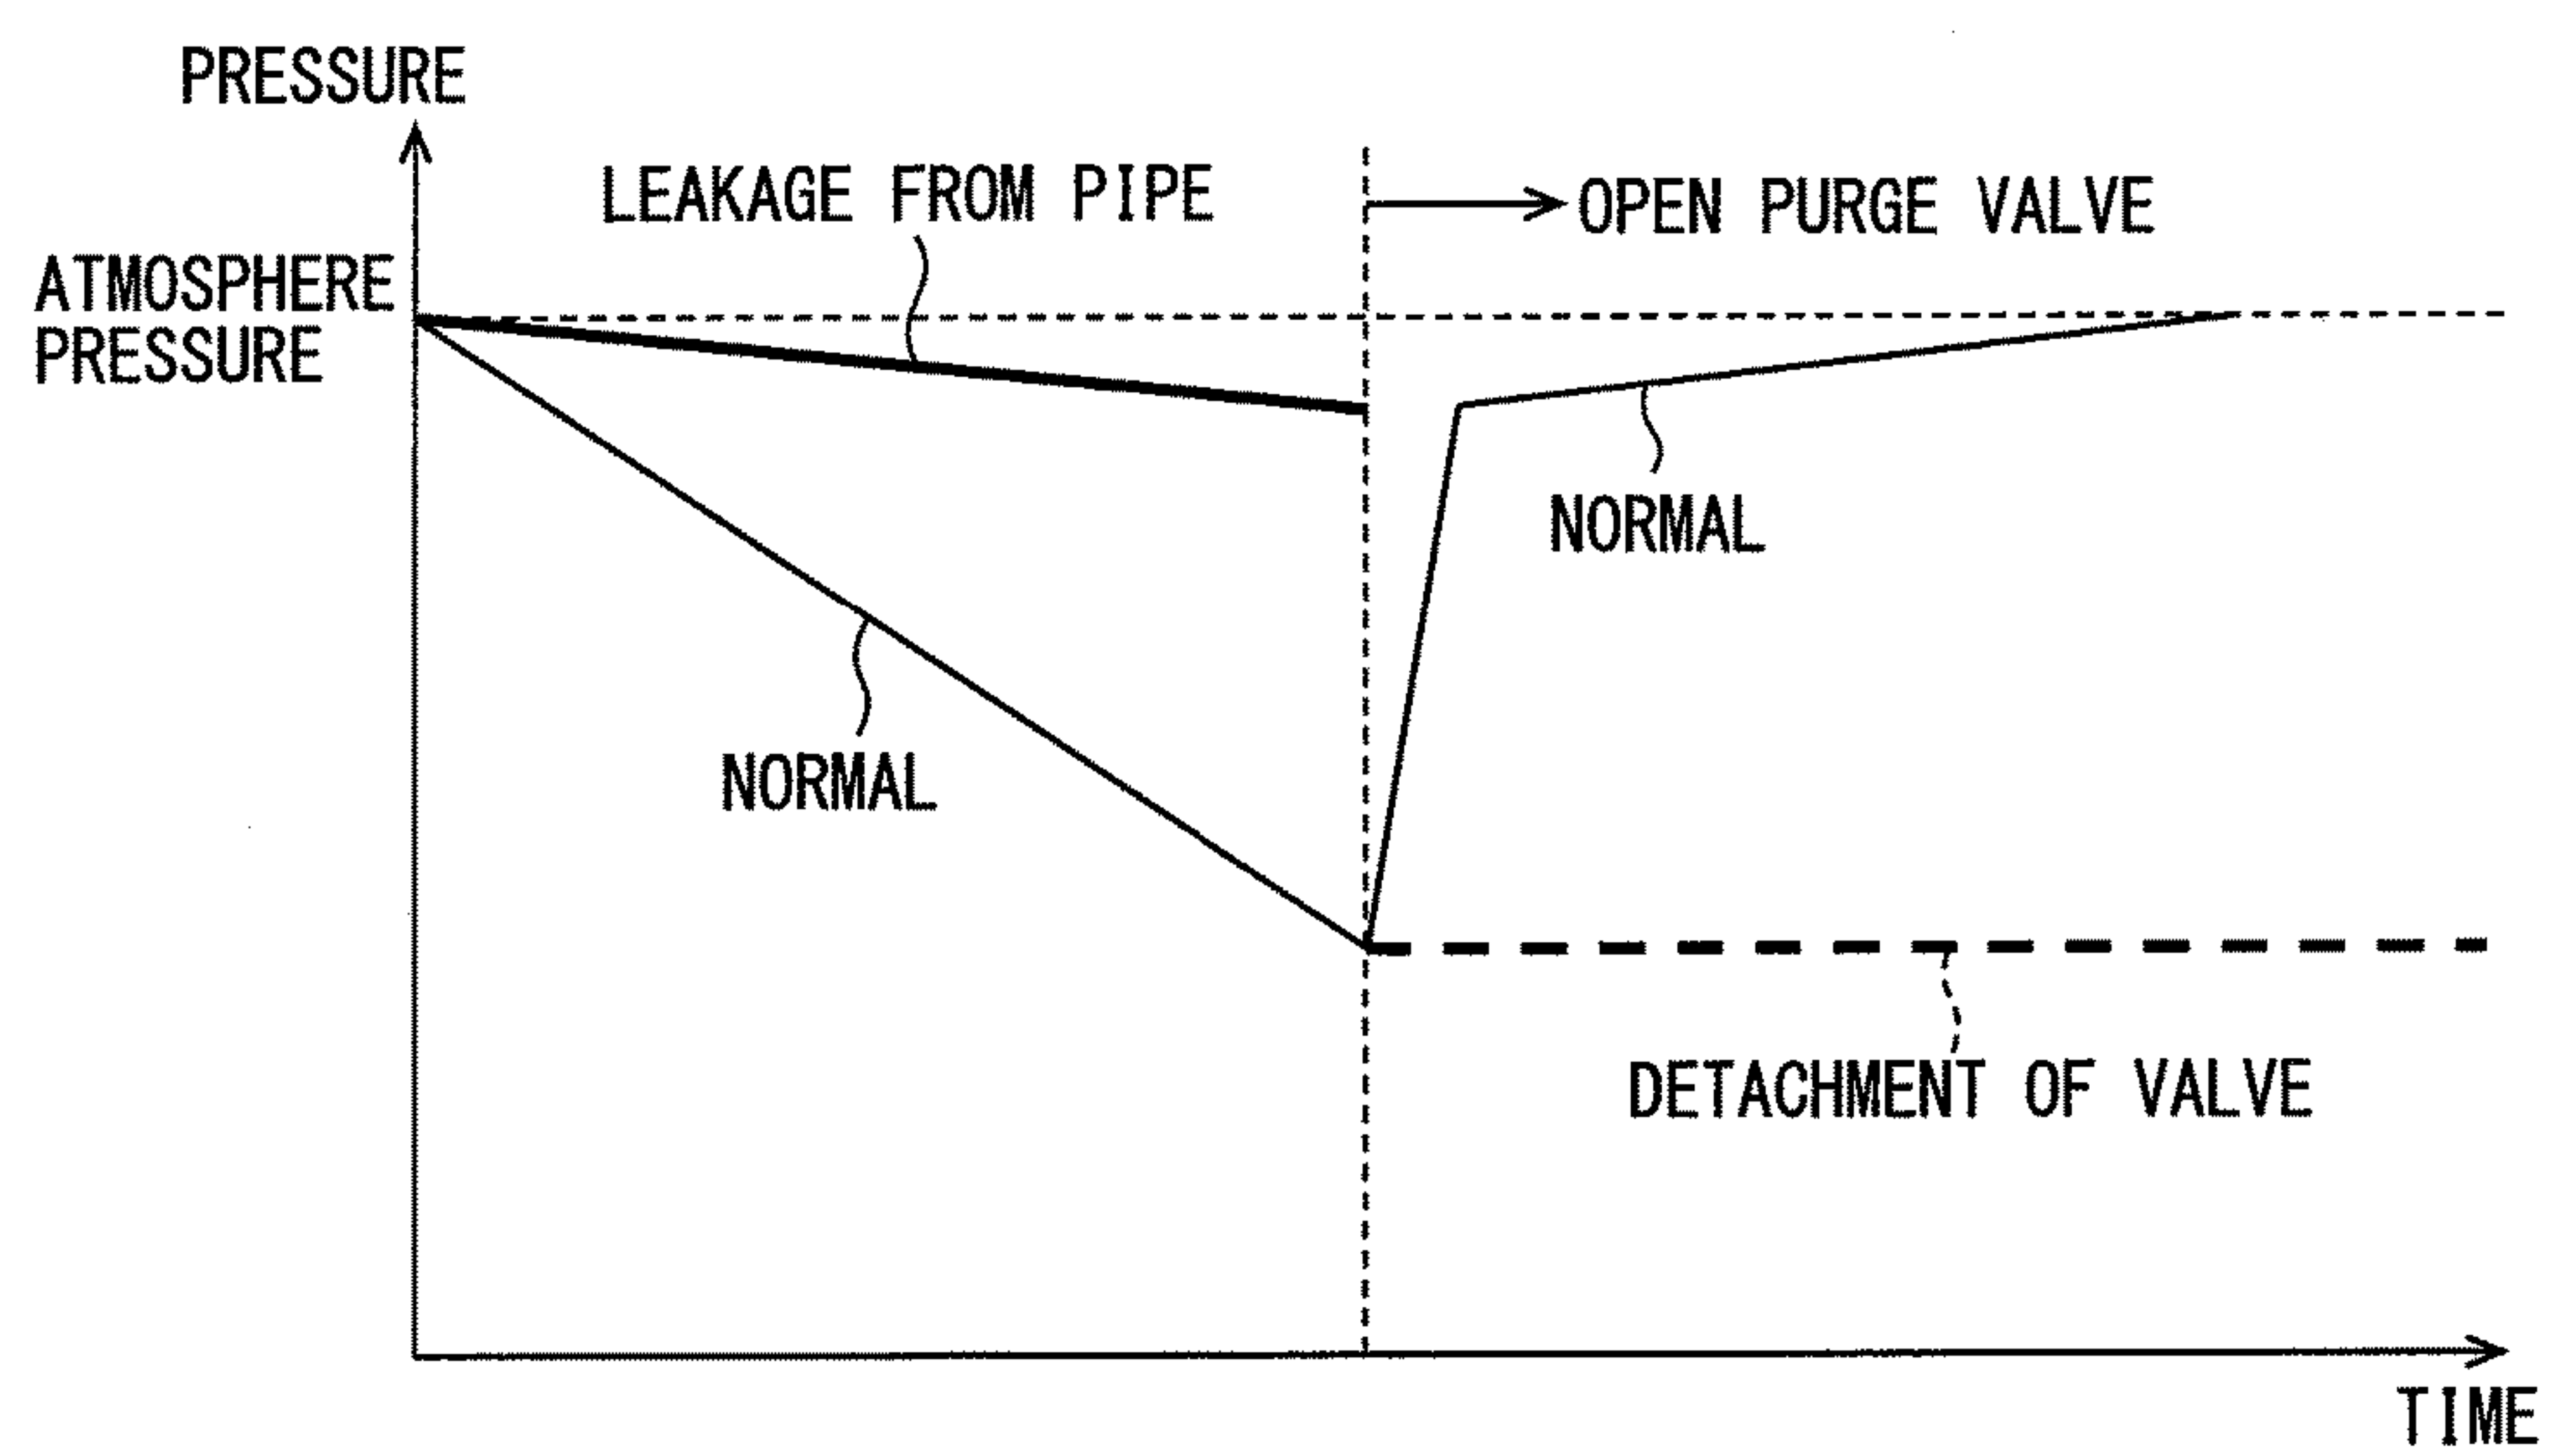 PRESSURE
LEAKAGE FROM PIPE
OPEN PURGE VALVE
ATMOSPHERE
PRESSURE
NORMAL
NORMAL
DETACHMENT OF VALVE
TIME